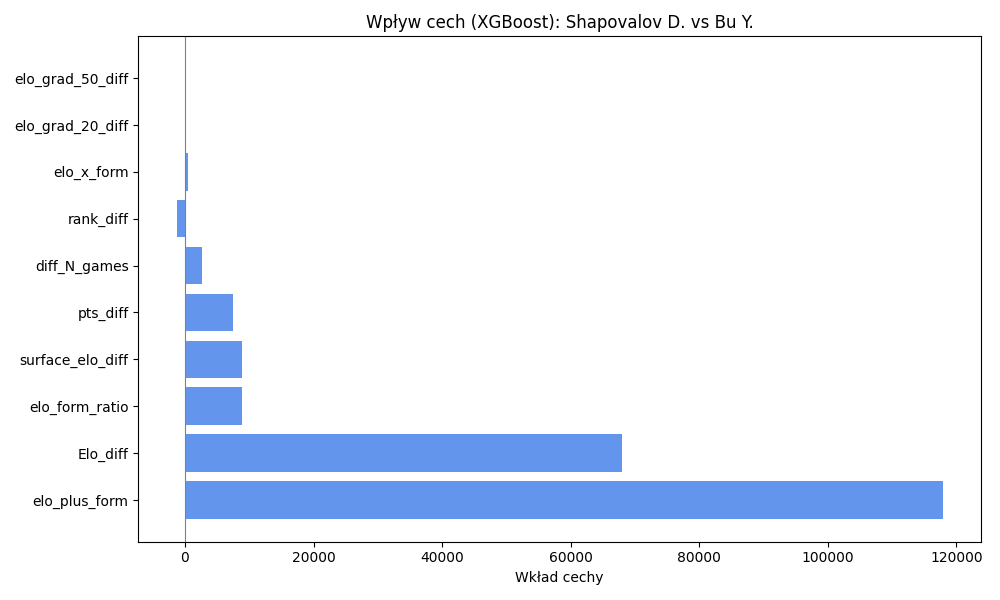 Wpływ cech (XGBoost): Shapovalov D. vs Bu Y.
elo_grad_50_diff
elo_grad_20_diff
elo_x_form
rank_diff
diff_N_games
pts_diff
surface_elo_diff
elo_form_ratio
Elo_diff
elo_plus_form
0 20000 40000 60000 80000 100000 120000
Wkład cechy